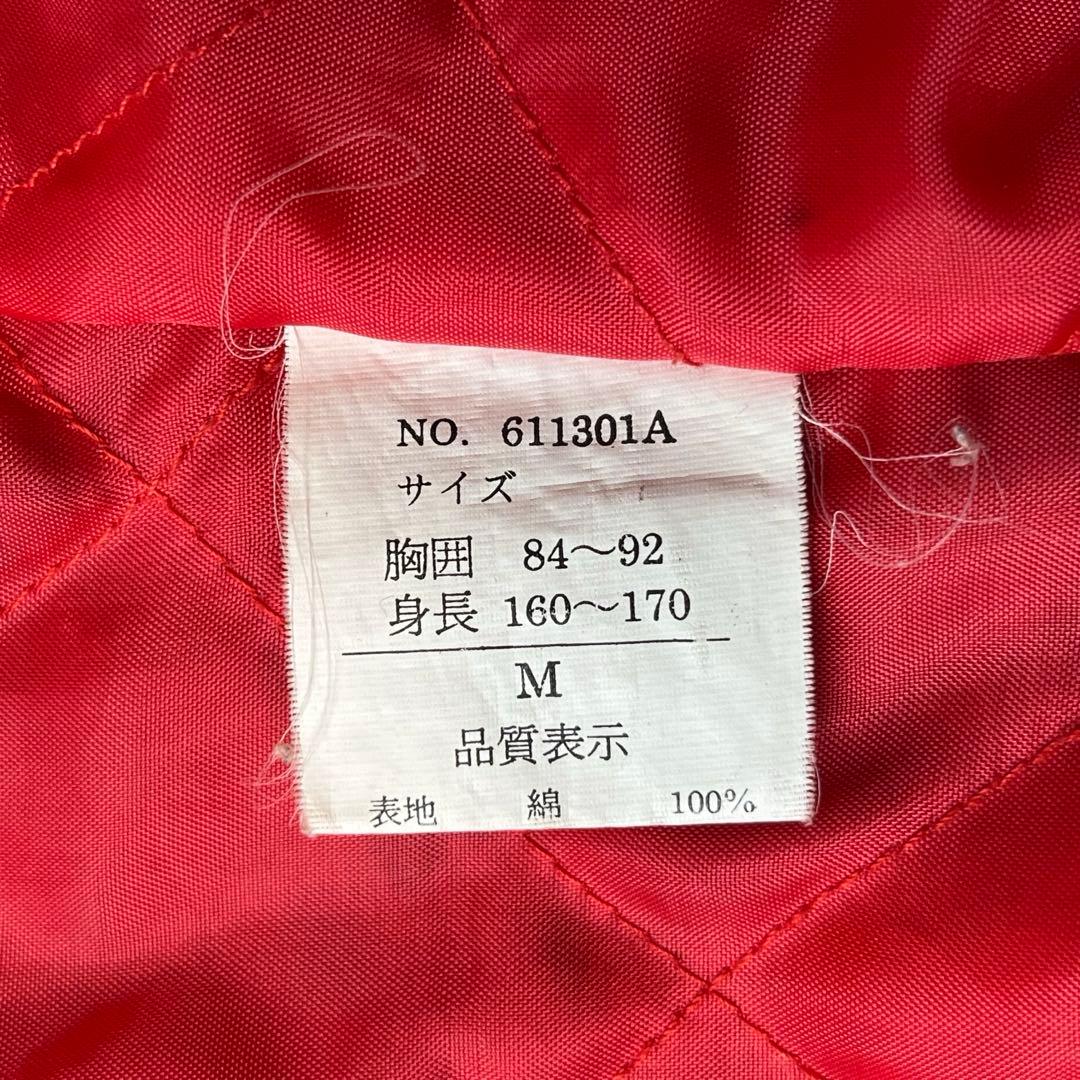 NO. 611301A
サイズ
胸囲 84〜92
身長 160〜170
M
品質表示
表地 綿 100%